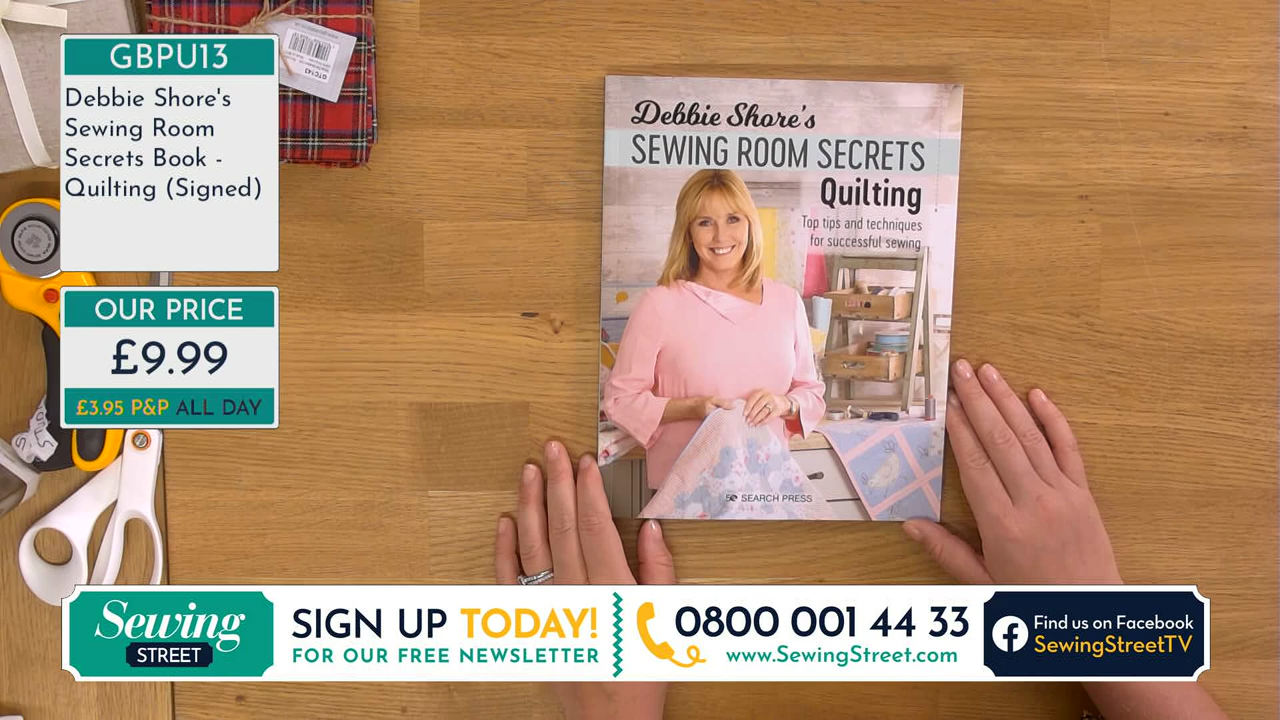 GBPU13
Debbie Shore's
Sewing Room
Secrets Book -
Quilting (Signed)
OUR PRICE
£9.99
£3.95 P&P ALL DAY
GTC143
Debbie Shore's
SEWING ROOM SECRETS
Quilting
Top tips and techniques
for successful sewing
SEARCH PRESS
Sewing
STREET
SIGN UP TODAY!
FOR OUR FREE NEWSLETTER
0800 001 44 33
www.SewingStreet.com
Find us on Facebook
SewingStreetTV